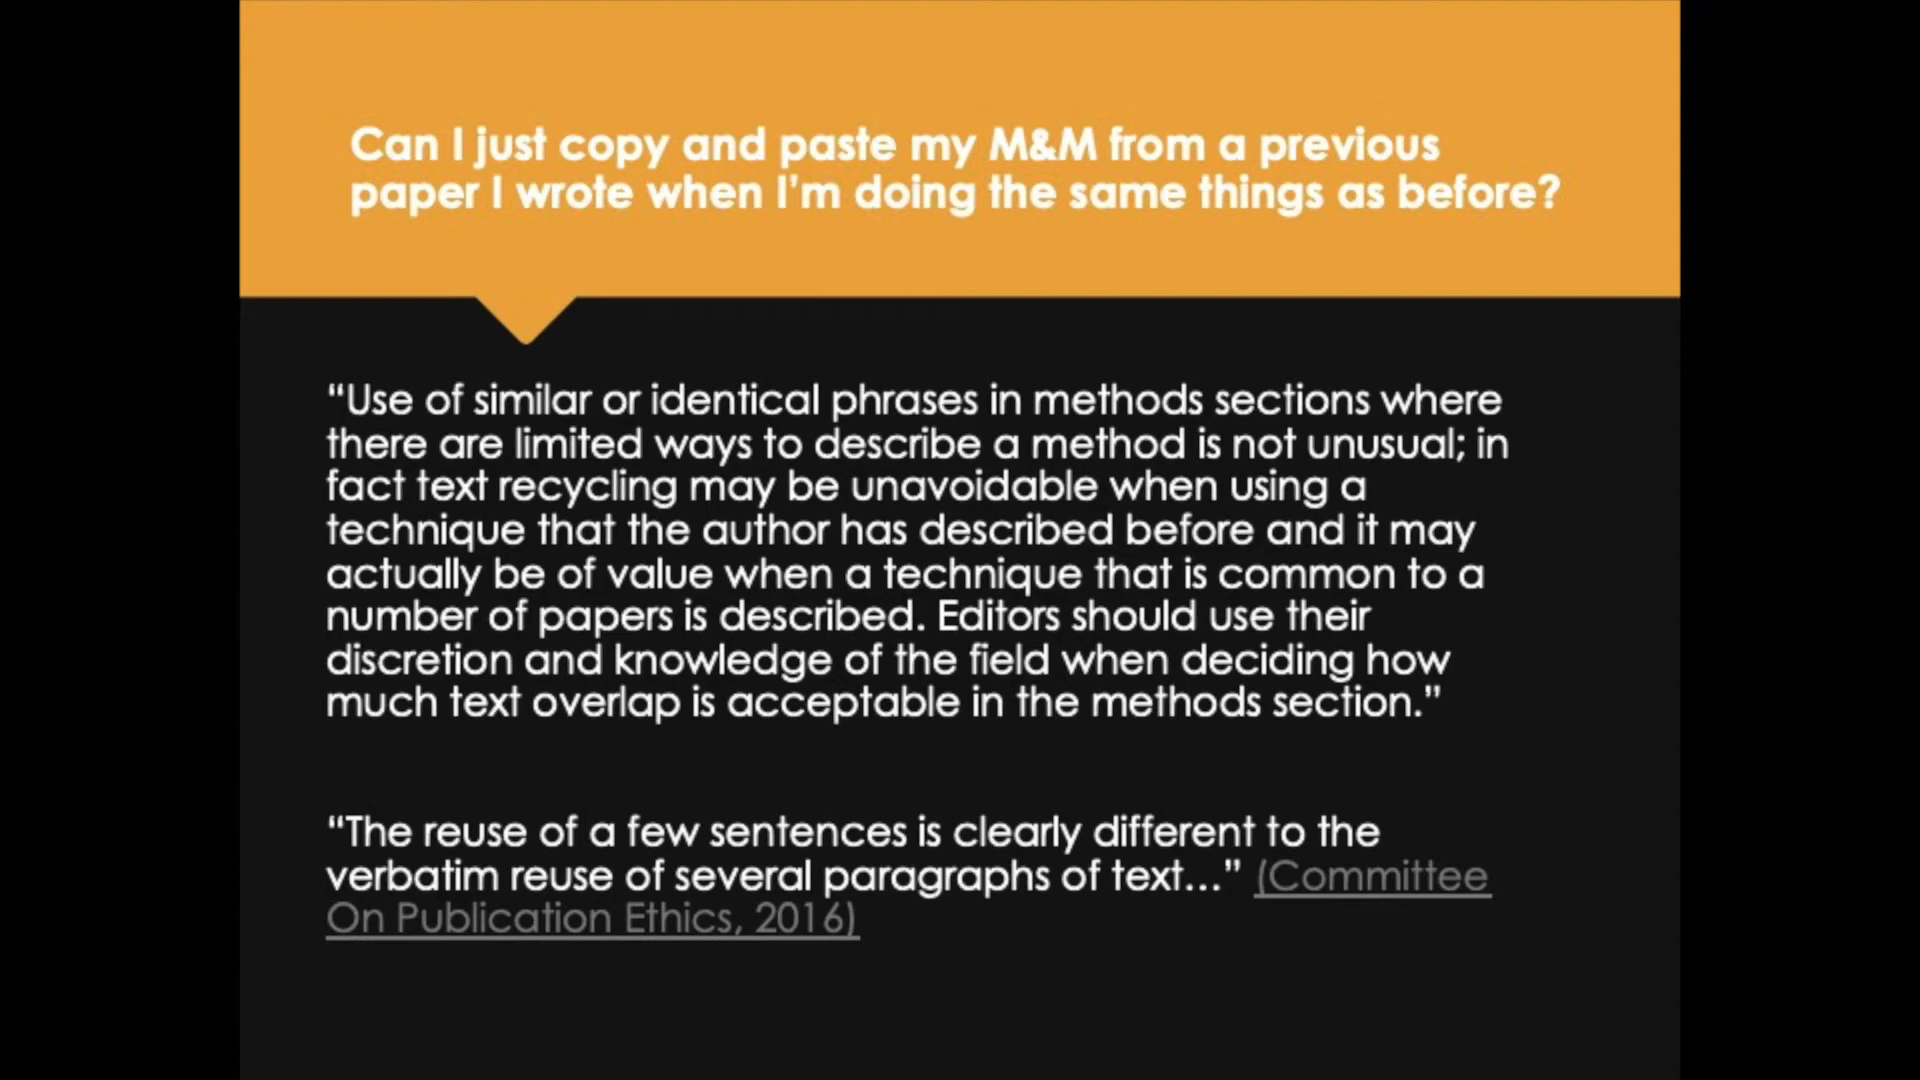 Can I just copy and paste my M&M from a previous
paper I wrote when I’m doing the same things as before?
“Use of similar or identical phrases in methods sections where
there are limited ways to describe a method is not unusual; in
fact text recycling may be unavoidable when using a
technique that the author has described before and it may
actually be of value when a technique that is common to a
number of papers is described. Editors should use their
discretion and knowledge of the field when deciding how
much text overlap is acceptable in the methods section.”
“The reuse of a few sentences is clearly different to the
verbatim reuse of several paragraphs of text…” (Committee
On Publication Ethics, 2016)